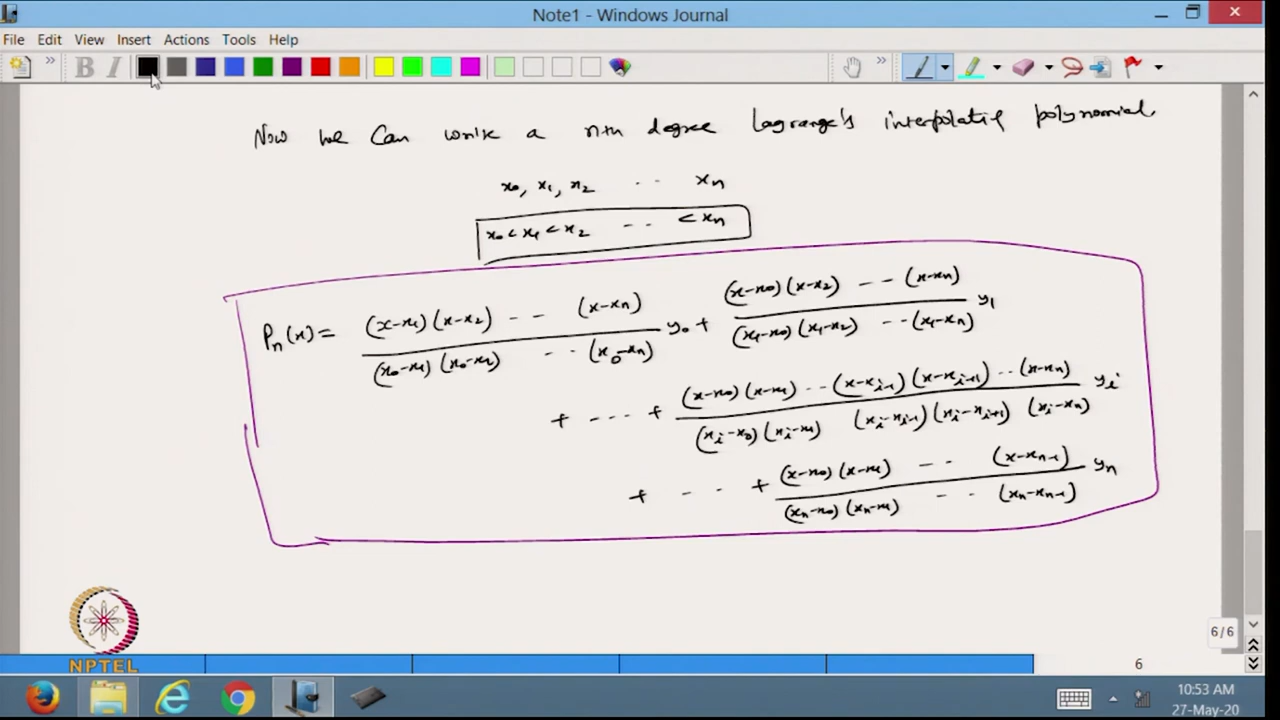 Note1 - Windows Journal
File Edit View Insert Actions Tools Help
B I
Now we can write a nth degree Lagrange's interpolatig polynomial
x₀, x₁, x₂ .. xₙ
x₀ < x₁ < x₂ .. < xₙ
Pₙ(x) = (x-x₁)(x-x₂) .. (x-xₙ) / (x₀-x₁)(x₀-x₂) .. (x₀-xₙ) y₀ + (x-x₀)(x-x₂) .. (x-xₙ) / (x₁-x₀)(x₁-x₂) .. (x₁-xₙ) y₁
+ ... + (x-x₀)(x-x₁) .. (x-xᵢ₋₁)(x-xᵢ₊₁) .. (x-xₙ) / (xᵢ-x₀)(xᵢ-x₁) (xᵢ-xᵢ₋₁)(xᵢ-xᵢ₊₁) (xᵢ-xₙ) yᵢ
+ ... + (x-x₀)(x-x₁) .. (x-xₙ₋₁) / (xₙ-x₀)(xₙ-x₁) .. (xₙ-xₙ₋₁) yₙ
6/6
NPTEL
6
10:53 AM
27-May-20